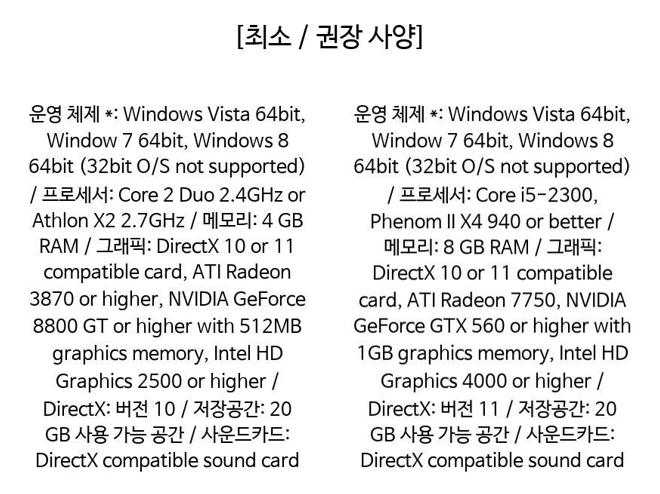 [최소 / 권장 사양]
운영 체제 *: Windows Vista 64bit,
Window 7 64bit, Windows 8
64bit (32bit O/S not supported)
/ 프로세서: Core 2 Duo 2.4GHz or
Athlon X2 2.7GHz / 메모리: 4 GB
RAM / 그래픽: DirectX 10 or 11
compatible card, ATI Radeon
3870 or higher, NVIDIA GeForce
8800 GT or higher with 512MB
graphics memory, Intel HD
Graphics 2500 or higher /
DirectX: 버전 10 / 저장공간: 20
GB 사용 가능 공간 / 사운드카드:
DirectX compatible sound card
운영 체제 *: Windows Vista 64bit,
Window 7 64bit, Windows 8
64bit (32bit O/S not supported)
/ 프로세서: Core i5-2300,
Phenom II X4 940 or better /
메모리: 8 GB RAM / 그래픽:
DirectX 10 or 11 compatible
card, ATI Radeon 7750, NVIDIA
GeForce GTX 560 or higher with
1GB graphics memory, Intel HD
Graphics 4000 or higher /
DirectX: 버전 11 / 저장공간: 20
GB 사용 가능 공간 / 사운드카드:
DirectX compatible sound card